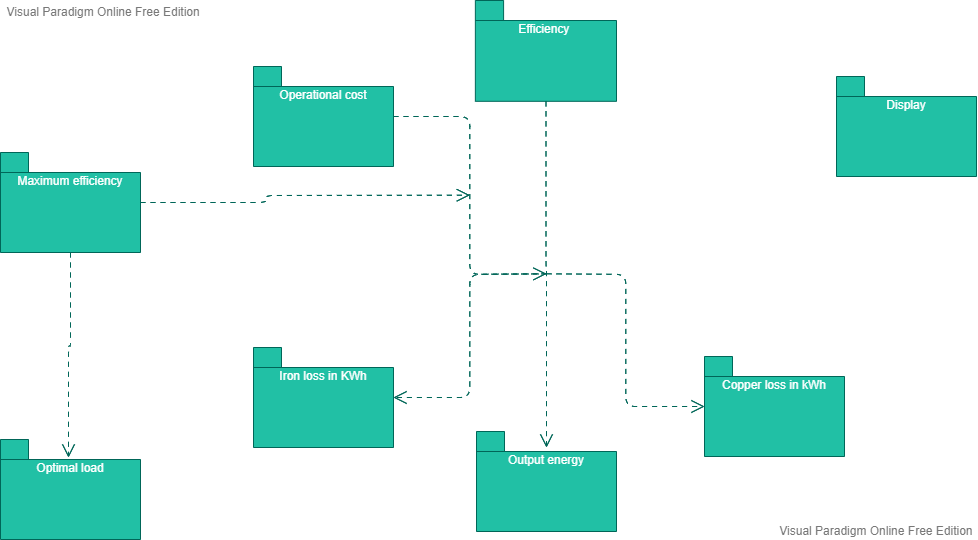 Visual Paradigm Online Free Edition
Efficiency
Operational cost
Display
Maximum efficiency
Iron loss in KWh
Copper loss in kWh
Output energy
Optimal load
Visual Paradigm Online Free Edition